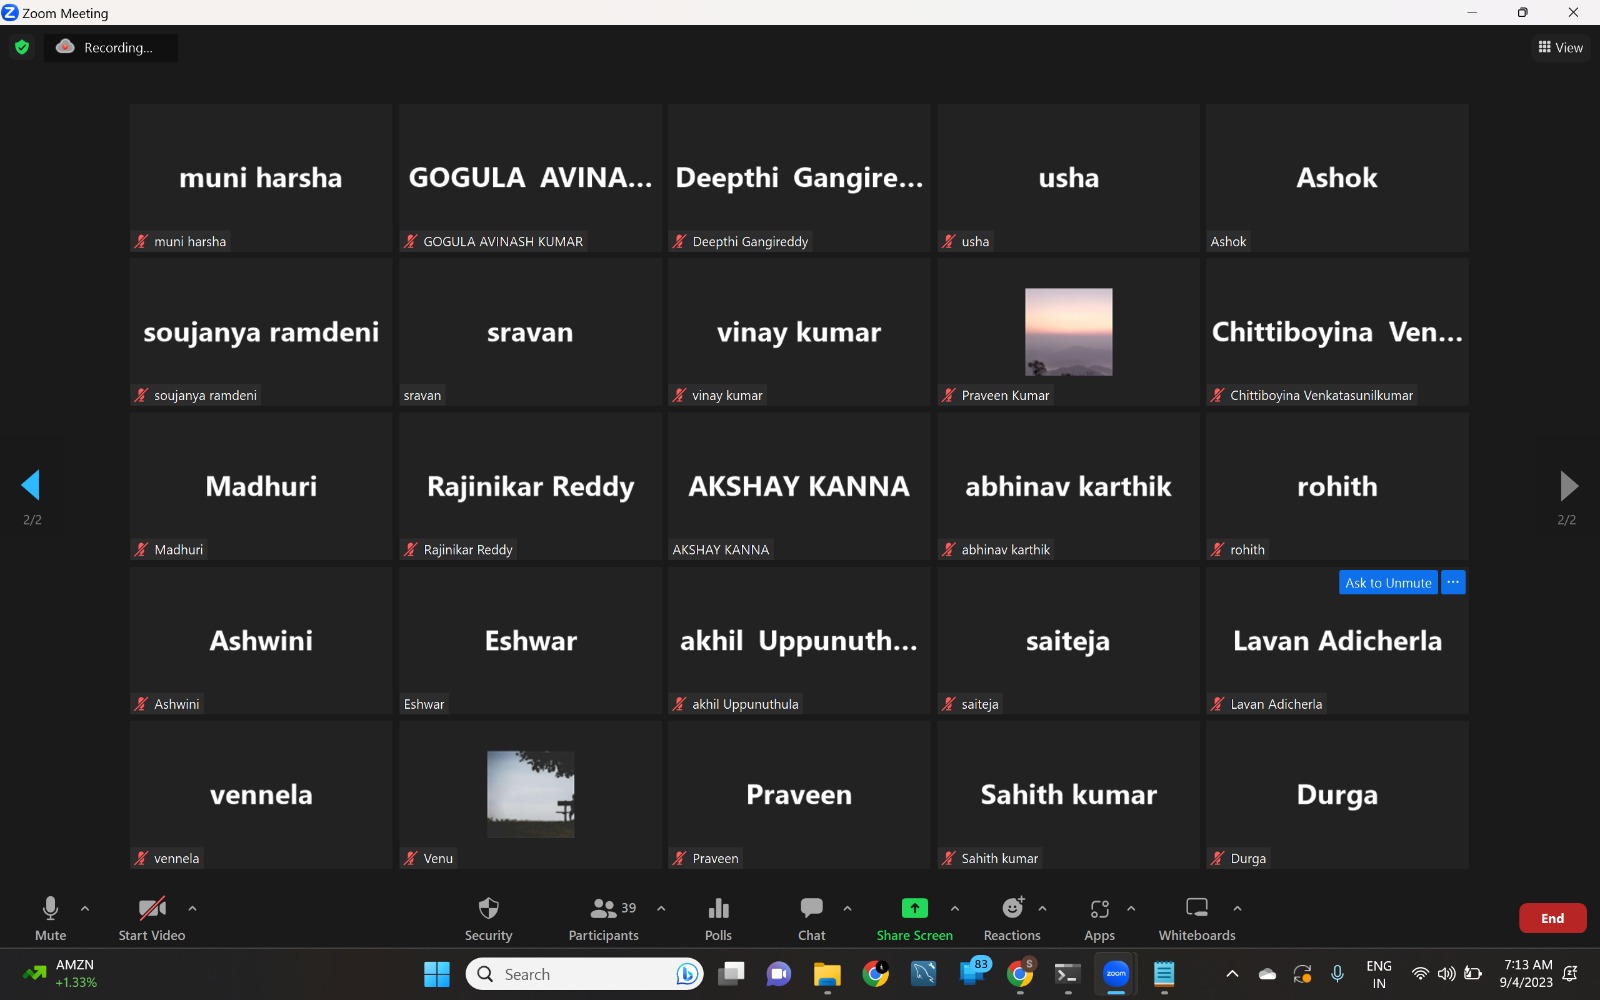 Zoom Meeting
Recording...
View
muni harsha
GOGULA AVINA...
Deepthi Gangire...
usha
Ashok
muni harsha
GOGULA AVINASH KUMAR
Deepthi Gangireddy
usha
Ashok
soujanya ramdeni
sravan
vinay kumar
Chittiboyina Ven...
soujanya ramdeni
sravan
vinay kumar
Praveen Kumar
Chittiboyina Venkatasunilkumar
Madhuri
Rajinikar Reddy
AKSHAY KANNA
abhinav karthik
rohith
2/2
2/2
Madhuri
Rajinikar Reddy
AKSHAY KANNA
abhinav karthik
rohith
Ask to Unmute ...
Ashwini
Eshwar
akhil Uppunuth...
saiteja
Lavan Adicherla
Ashwini
Eshwar
akhil Uppunuthula
saiteja
Lavan Adicherla
vennela
Praveen
Sahith kumar
Durga
vennela
Venu
Praveen
Sahith kumar
Durga
39
Mute
Start Video
Security
Participants
Polls
Chat
Share Screen
Reactions
Apps
Whiteboards
End
AMZN
+1.33%
Search
83
S
zoom
ENG
IN
7:13 AM
9/4/2023